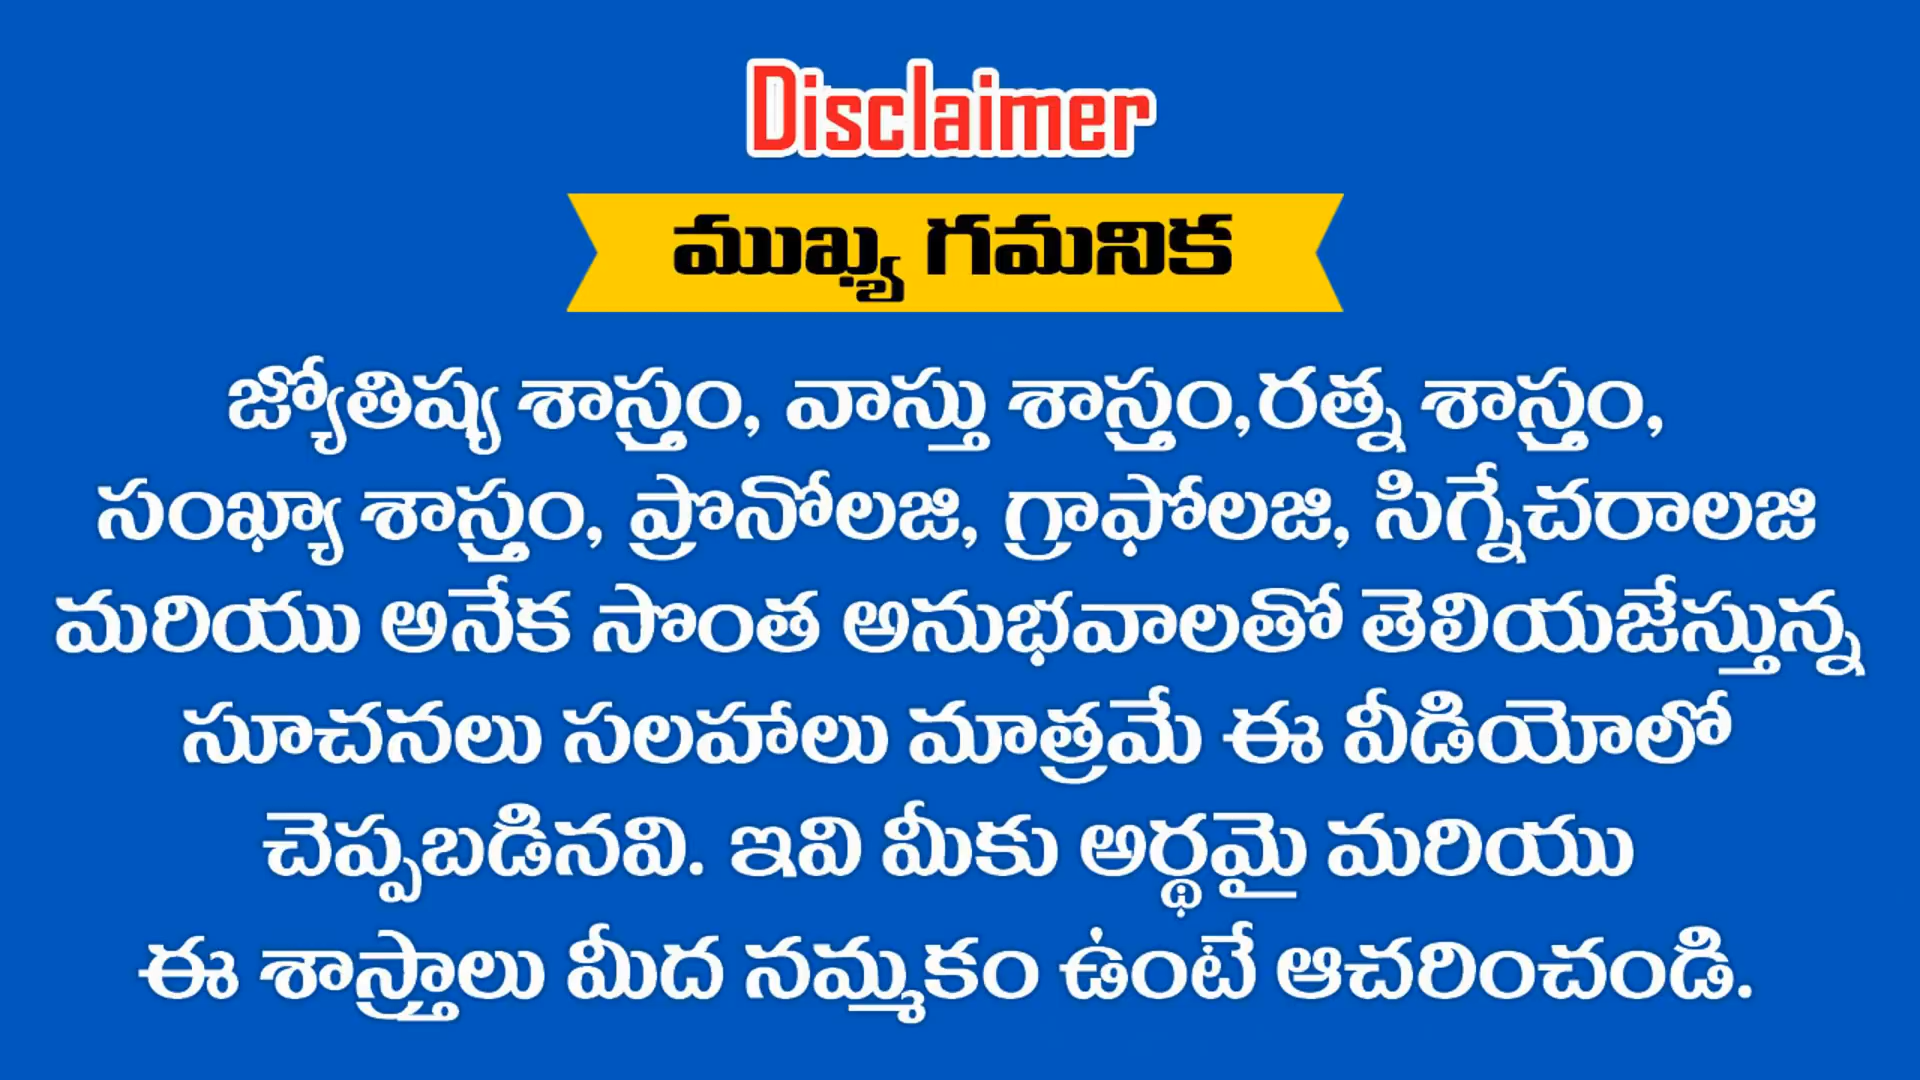 Disclaimer
ముఖ్య గమనిక
జ్యోతిష్య శాస్త్రం, వాస్తు శాస్త్రం,రత్న శాస్త్రం,
సంఖ్యా శాస్త్రం, ప్రొనోలజి, గ్రాఫోలజి, సిగ్నేచరాలజి
మరియు అనేక సొంత అనుభవాలతో తెలియజేస్తున్న
సూచనలు సలహాలు మాత్రమే ఈ వీడియోలో
చెప్పబడినవి. ఇవి మీకు అర్థమై మరియు
ఈ శాస్త్రాలు మీద నమ్మకం ఉంటే ఆచరించండి.